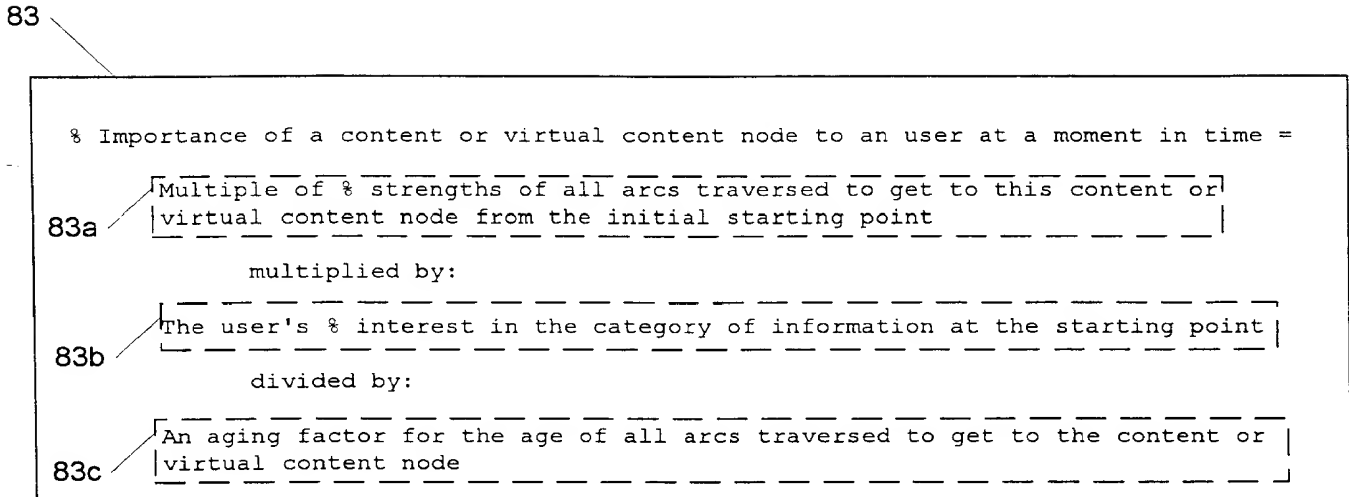 83
% Importance of a content or virtual content node to an user at a moment in time =
Multiple of % strengths of all arcs traversed to get to this content or
virtual content node from the initial starting point
83a
multiplied by:
The user's % interest in the category of information at the starting point
83b
divided by:
An aging factor for the age of all arcs traversed to get to the content or
virtual content node
83c